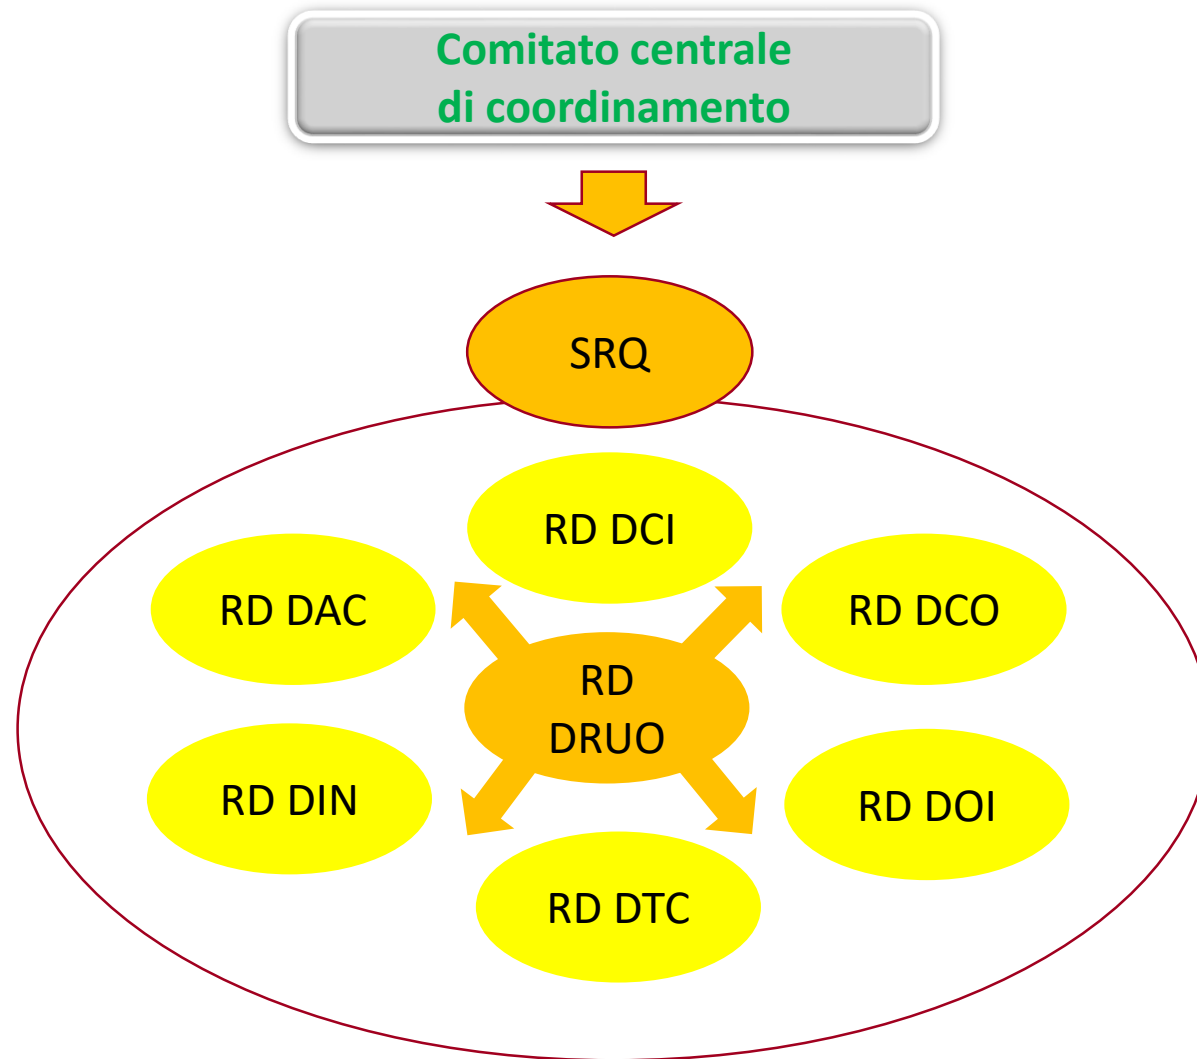 Comitato centrale
di coordinamento
SRQ
RD DCI
RD DAC
RD DCO
RD
DRUO
RD DIN
RD DOI
RD DTC